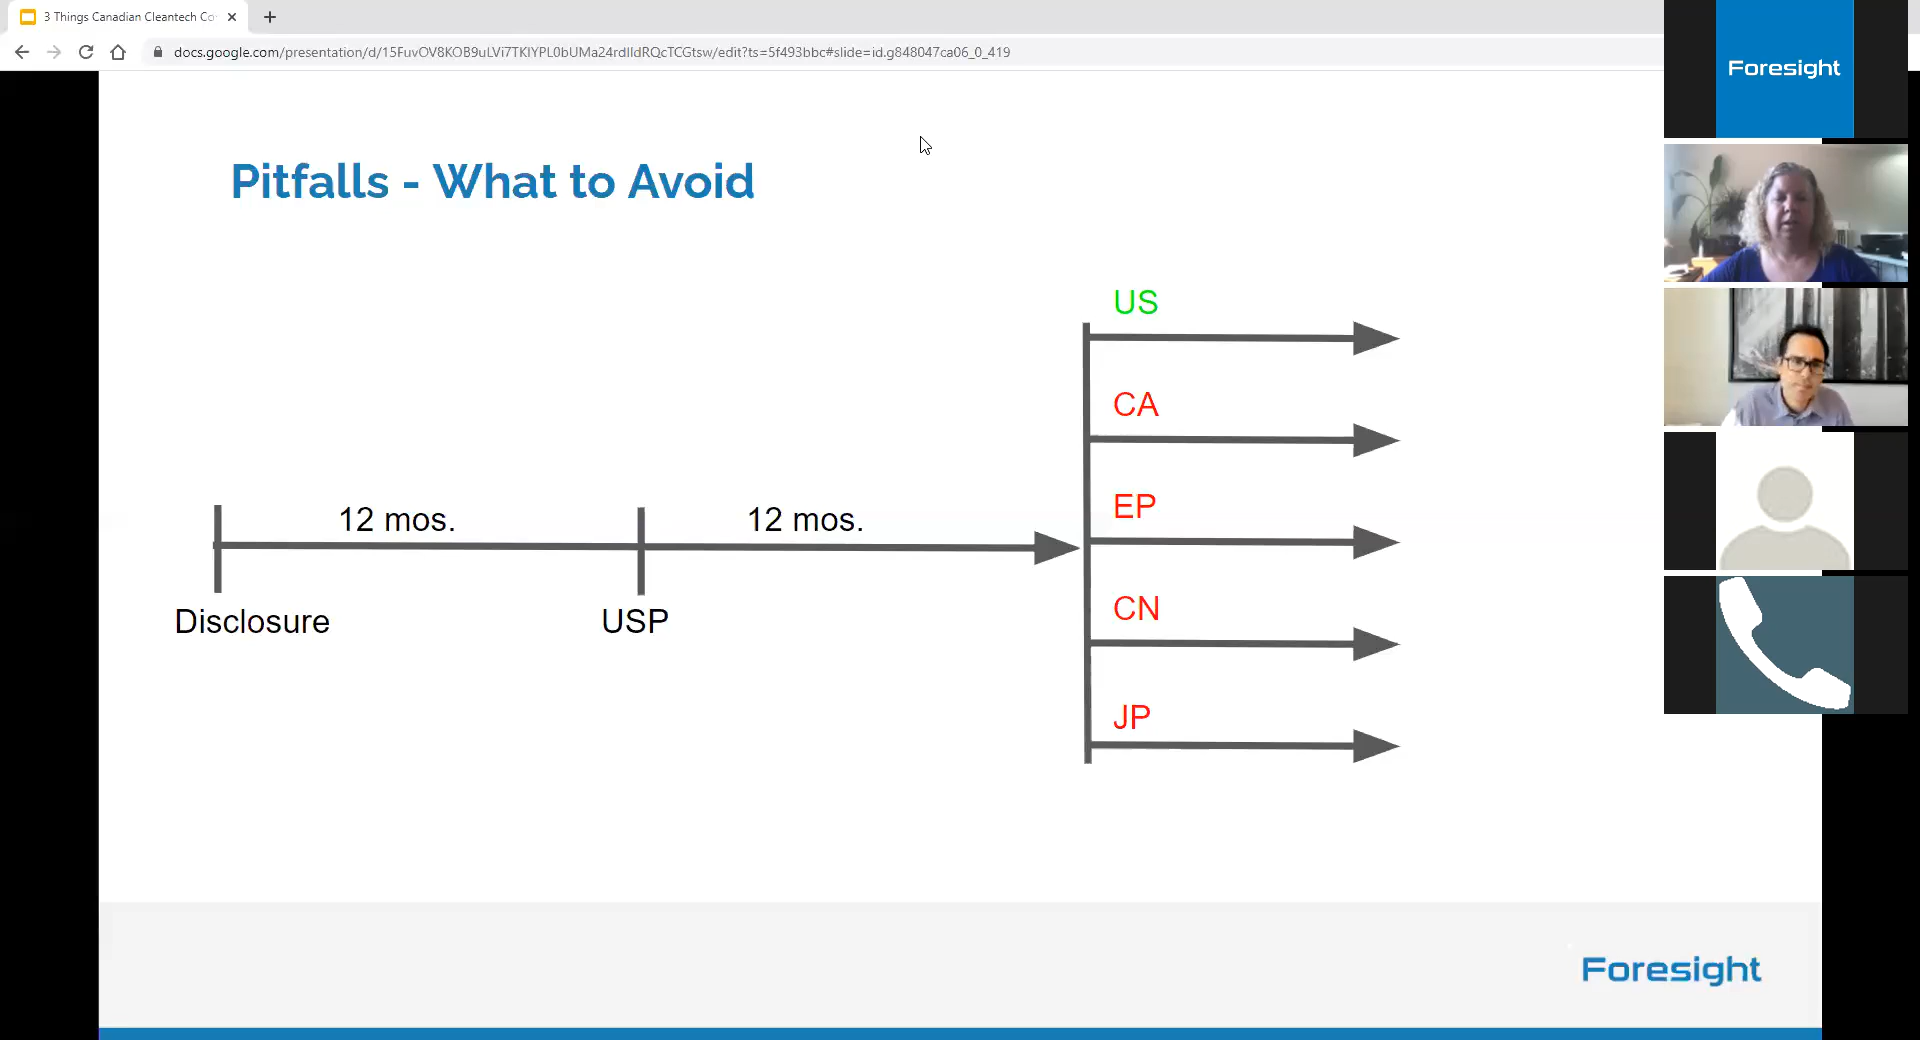 3 Things Canadian Cleantech Co
docs.google.com/presentation/d/15FuvOV8KOB9uLVi7TKIYPL0bUMa24rdIldRQcTCGtsw/edit?ts=5f493bbc#slide=id.g848047ca06_0_419
Foresight
Pitfalls - What to Avoid
US
CA
EP
12 mos.
12 mos.
CN
Disclosure
USP
JP
Foresight